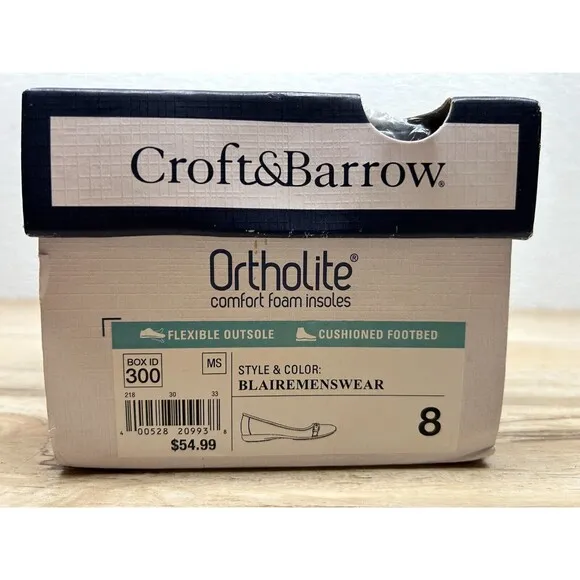 Croft&Barrow®
Ortholite®
comfort foam insoles
FLEXIBLE OUTSOLE CUSHIONED FOOTBED
BOX ID
300
MS
STYLE & COLOR:
BLAIREMENSWEAR
218 30 33
4 00528 20993 8
$54.99
8